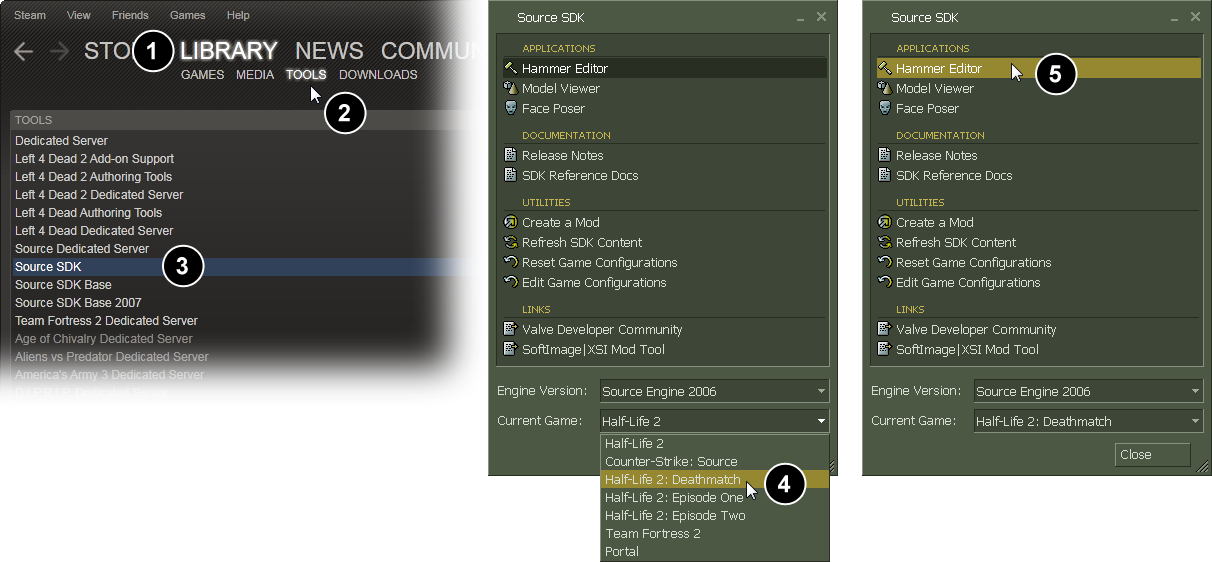 Steam View Friends Games Help
STO 1 LIBRARY NEWS COMMUN
GAMES MEDIA TOOLS DOWNLOADS
2
TOOLS
Dedicated Server
Left 4 Dead 2 Add-on Support
Left 4 Dead 2 Authoring Tools
Left 4 Dead 2 Dedicated Server
Left 4 Dead Authoring Tools
Left 4 Dead Dedicated Server
Source Dedicated Server
Source SDK 3
Source SDK Base
Source SDK Base 2007
Team Fortress 2 Dedicated Server
Age of Chivalry Dedicated Server
Aliens vs Predator Dedicated Server
America's Army 3 Dedicated Server
Source SDK
APPLICATIONS
Hammer Editor
Model Viewer
Face Poser
DOCUMENTATION
Release Notes
SDK Reference Docs
UTILITIES
Create a Mod
Refresh SDK Content
Reset Game Configurations
Edit Game Configurations
LINKS
Valve Developer Community
SoftImage|XSI Mod Tool
Engine Version: Source Engine 2006
Current Game: Half-Life 2
Half-Life 2
Counter-Strike: Source
Half-Life 2: Deathmatch 4
Half-Life 2: Episode One
Half-Life 2: Episode Two
Team Fortress 2
Portal
Source SDK
APPLICATIONS
Hammer Editor 5
Model Viewer
Face Poser
DOCUMENTATION
Release Notes
SDK Reference Docs
UTILITIES
Create a Mod
Refresh SDK Content
Reset Game Configurations
Edit Game Configurations
LINKS
Valve Developer Community
SoftImage|XSI Mod Tool
Engine Version: Source Engine 2006
Current Game: Half-Life 2: Deathmatch
Close